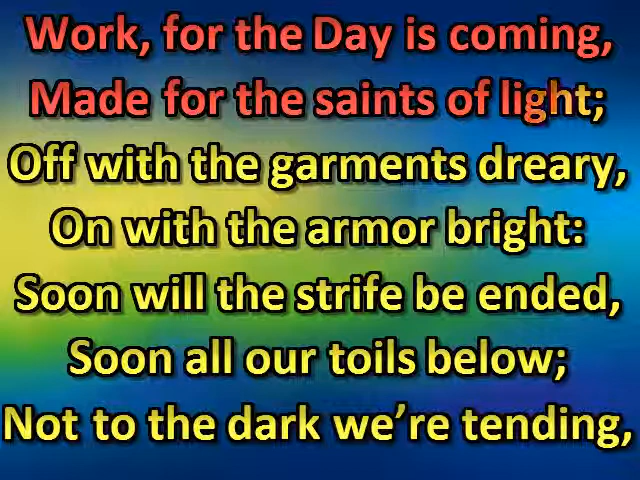 Work, for the Day is coming,
Made for the saints of light;
Off with the garments dreary,
On with the armor bright:
Soon will the strife be ended,
Soon all our toils below;
Not to the dark we’re tending,